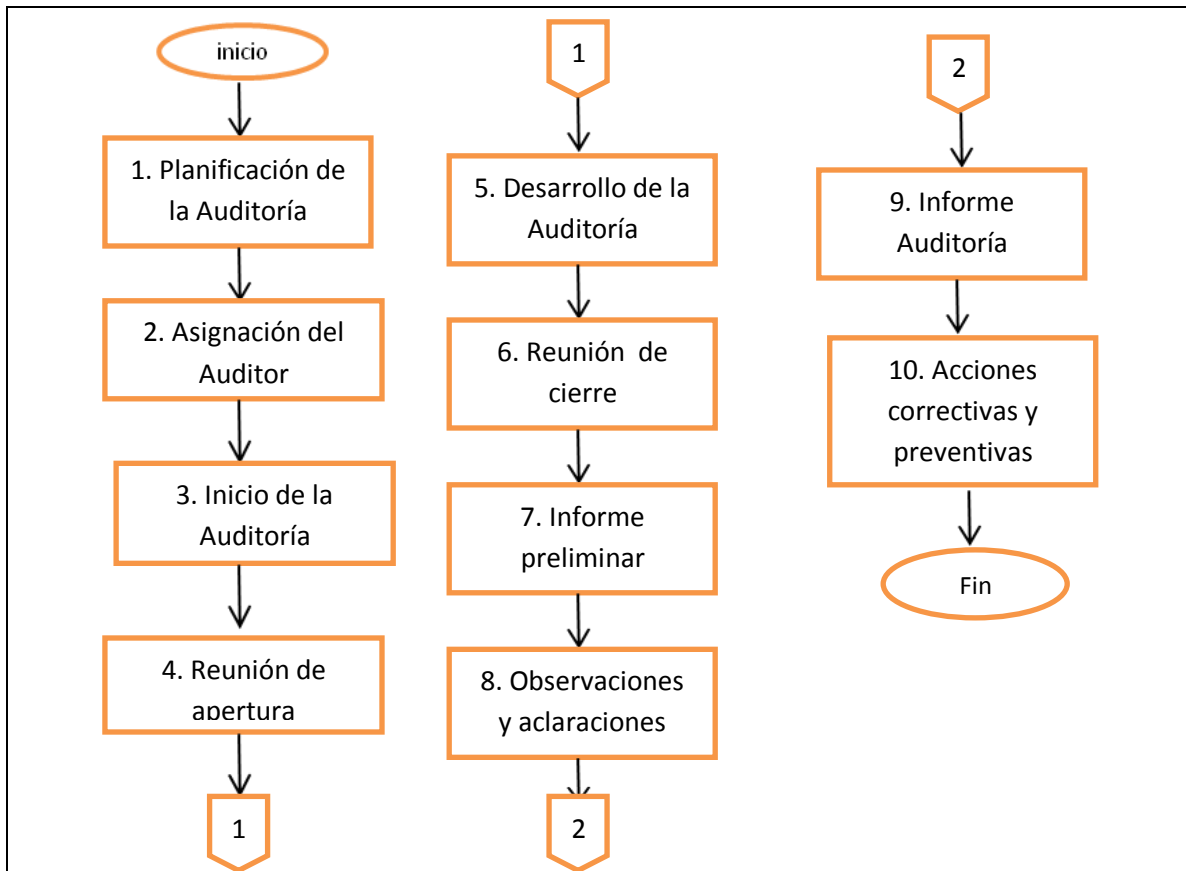 inicio
1. Planificación de
la Auditoría
2. Asignación del
Auditor
3. Inicio de la
Auditoría
4. Reunión de
apertura
1
1
5. Desarrollo de la
Auditoría
6. Reunión de
cierre
7. Informe
preliminar
8. Observaciones
y aclaraciones
2
2
9. Informe
Auditoría
10. Acciones
correctivas y
preventivas
Fin